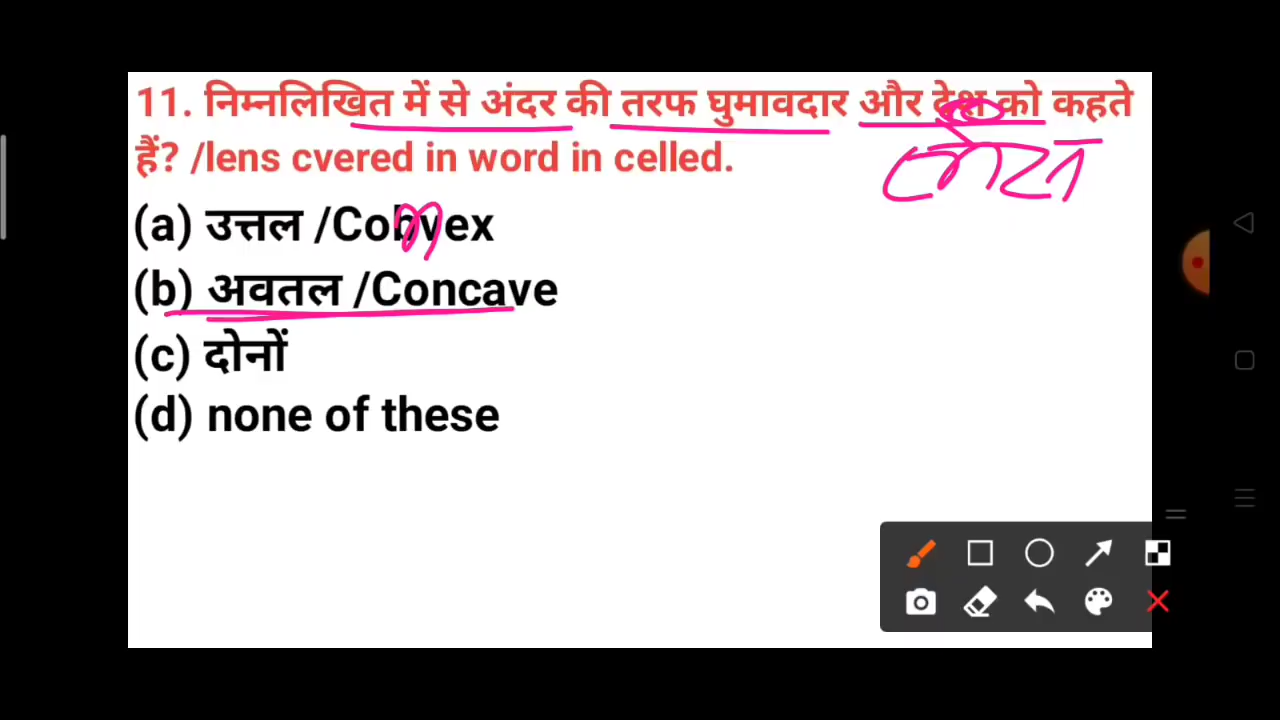 11. निम्नलिखित में से अंदर की तरफ घुमावदार और को कहते
हैं? /lens cvered in word in celled.
(a) उत्तल /Cobvex
(b) अवतल /Concave
(c) दोनों
(d) none of these